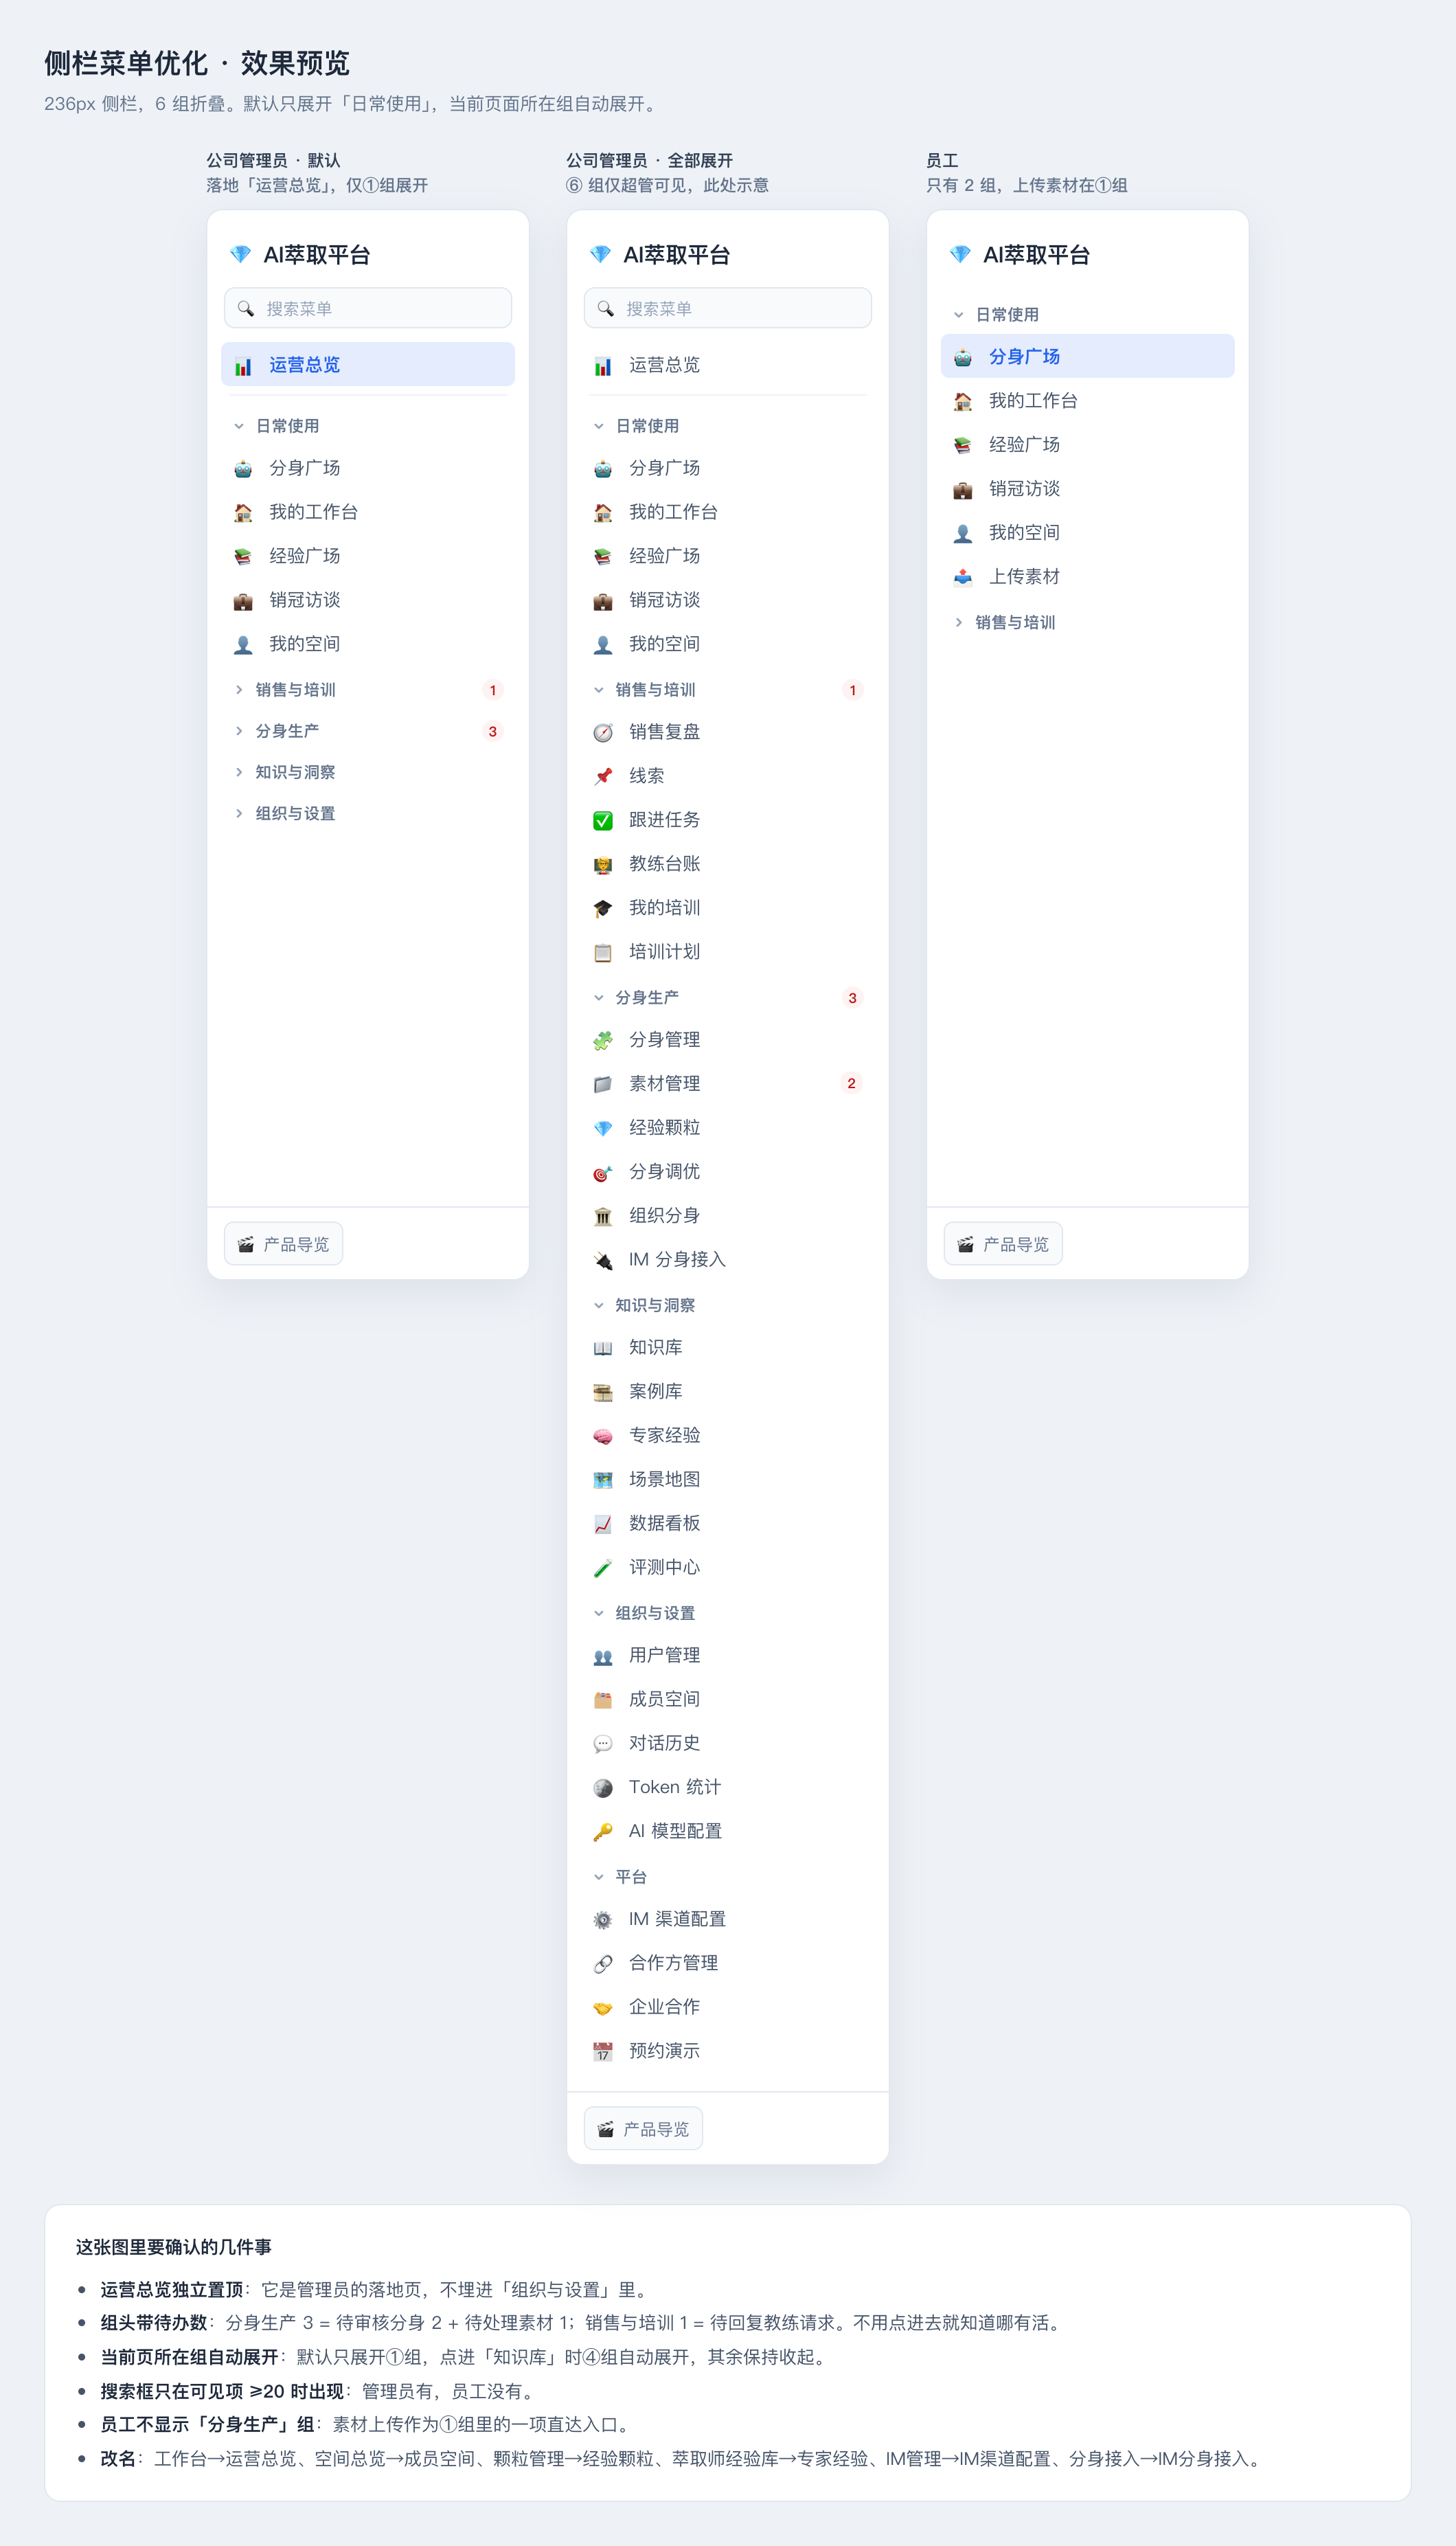 侧栏菜单优化 · 效果预览
236px 侧栏，6 组折叠。默认只展开「日常使用」，当前页面所在组自动展开。
公司管理员 · 默认
落地「运营总览」，仅①组展开
AI萃取平台
搜索菜单
运营总览
日常使用
分身广场
我的工作台
经验广场
销冠访谈
我的空间
销售与培训 1
分身生产 3
知识与洞察
组织与设置
产品导览
公司管理员 · 全部展开
⑥ 组仅超管可见，此处示意
AI萃取平台
搜索菜单
运营总览
日常使用
分身广场
我的工作台
经验广场
销冠访谈
我的空间
销售与培训 1
销售复盘
线索
跟进任务
教练台账
我的培训
培训计划
分身生产 3
分身管理
素材管理 2
经验颗粒
分身调优
组织分身
IM 分身接入
知识与洞察
知识库
案例库
专家经验
场景地图
数据看板
评测中心
组织与设置
用户管理
成员空间
对话历史
Token 统计
AI 模型配置
平台
IM 渠道配置
合作方管理
企业合作
预约演示
产品导览
员工
只有 2 组，上传素材在①组
AI萃取平台
日常使用
分身广场
我的工作台
经验广场
销冠访谈
我的空间
上传素材
销售与培训
产品导览
这张图里要确认的几件事
运营总览独立置顶：它是管理员的落地页，不埋进「组织与设置」里。
组头带待办数：分身生产 3 = 待审核分身 2 + 待处理素材 1；销售与培训 1 = 待回复教练请求。不用点进去就知道哪有活。
当前页所在组自动展开：默认只展开①组，点进「知识库」时④组自动展开，其余保持收起。
搜索框只在可见项 ≥20 时出现：管理员有，员工没有。
员工不显示「分身生产」组：素材上传作为①组里的一项直达入口。
改名：工作台→运营总览、空间总览→成员空间、颗粒管理→经验颗粒、萃取师经验库→专家经验、IM管理→IM渠道配置、分身接入→IM分身接入。